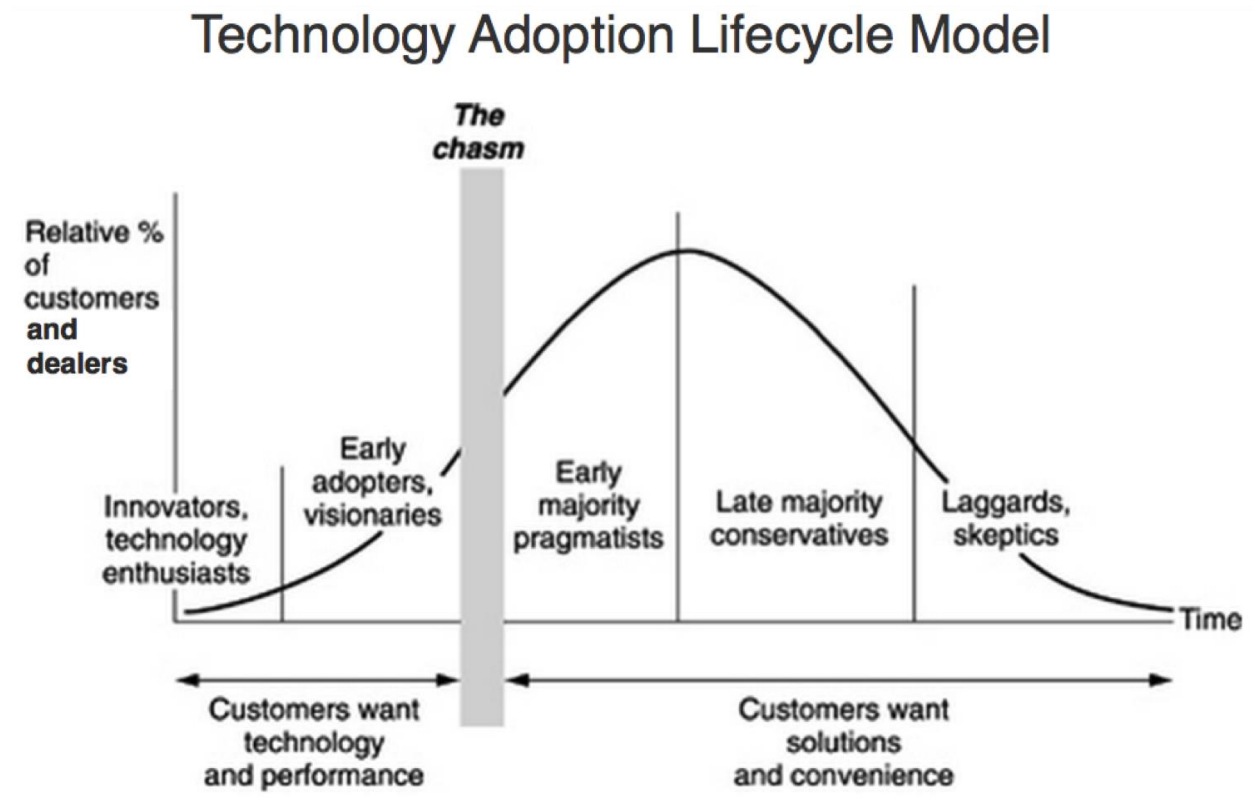 Technology Adoption Lifecycle Model
The
chasm
Relative %
of
customers
and
dealers
Innovators,
technology
enthusiasts
Early
adopters,
visionaries
Early
majority
pragmatists
Late majority
conservatives
Laggards,
skeptics
Time
Customers want
technology
and performance
Customers want
solutions
and convenience